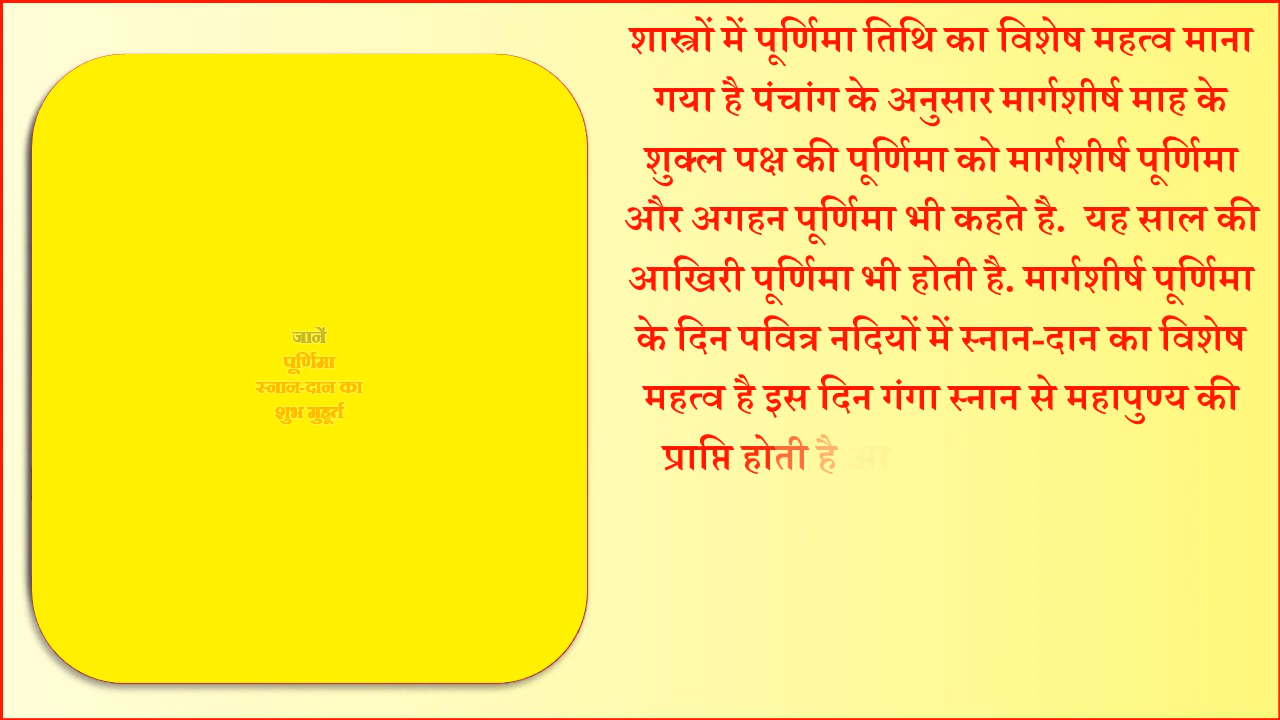 जानें
पूर्णिमा
स्नान-दान का
शुभ मुहूर्त
शास्त्रों में पूर्णिमा तिथि का विशेष महत्व माना
गया है पंचांग के अनुसार मार्गशीर्ष माह के
शुक्ल पक्ष की पूर्णिमा को मार्गशीर्ष पूर्णिमा
और अगहन पूर्णिमा भी कहते है. यह साल की
आखिरी पूर्णिमा भी होती है. मार्गशीर्ष पूर्णिमा
के दिन पवित्र नदियों में स्नान-दान का विशेष
महत्व है इस दिन गंगा स्नान से महापुण्य की
प्राप्ति होती है